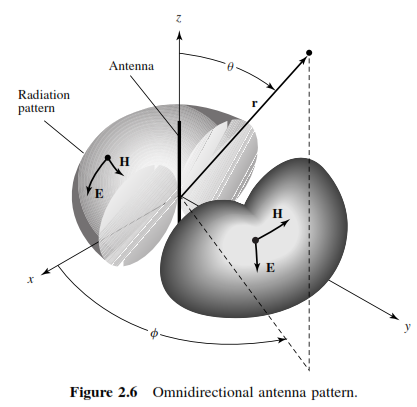 z
θ
Antenna
r
Radiation
pattern
H
E
H
E
x
y
ϕ
Figure 2.6 Omnidirectional antenna pattern.